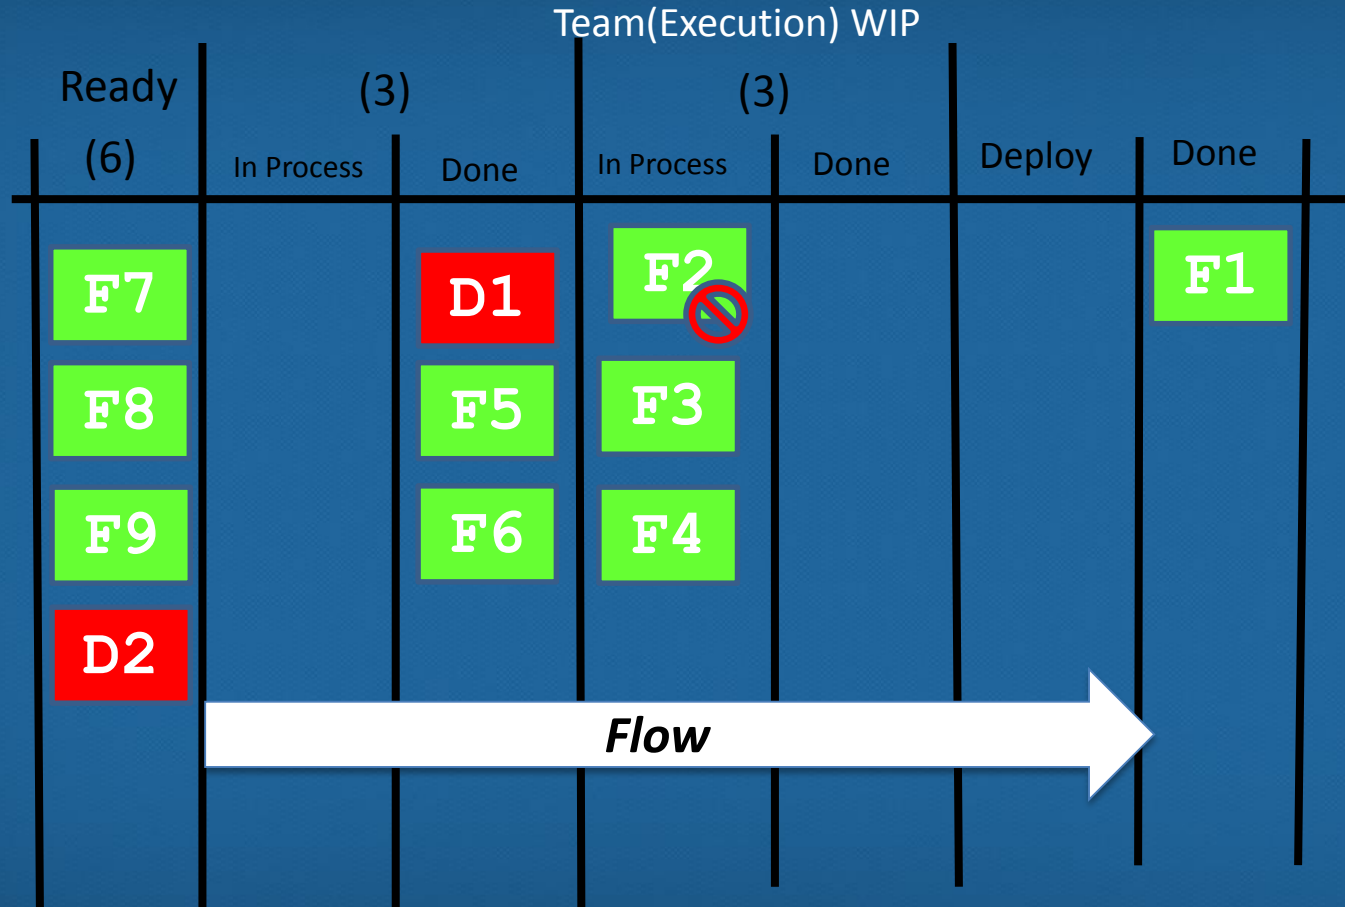 Team(Execution) WIP
Ready
(3)
(3)
(6)
In Process
Done
In Process
Done
Deploy
Done
F7
D1
F2
F1
F8
F5
F3
F9
F6
F4
D2
Flow